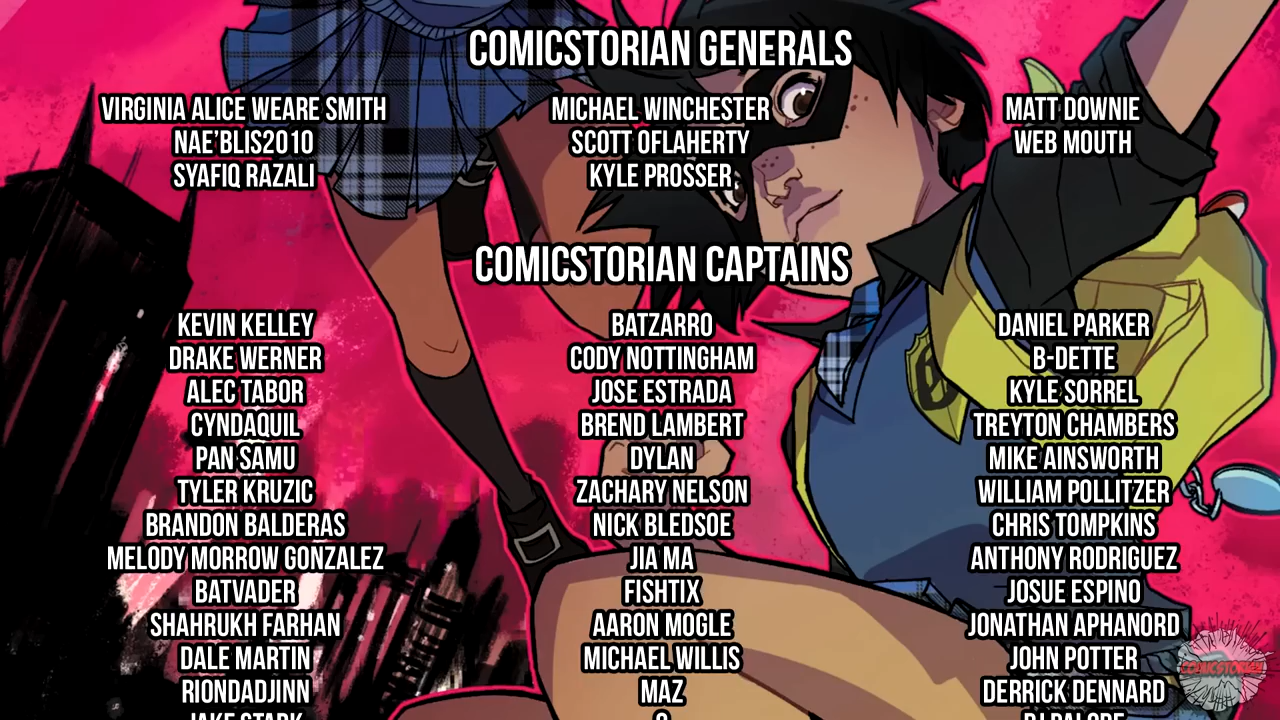 COMICSTORIAN GENERALS
VIRGINIA ALICE WEARE SMITH MICHAEL WINCHESTER MATT DOWNIE
NAE'BLIS2010 SCOTT OFLAHERTY WEB MOUTH
SYAFIQ RAZALI KYLE PROSSER
COMICSTORIAN CAPTAINS
KEVIN KELLEY BATZARRO DANIEL PARKER
DRAKE WERNER CODY NOTTINGHAM B-DETTE
ALEC TABOR JOSE ESTRADA KYLE SORREL
CYNDAQUIL BREND LAMBERT TREYTON CHAMBERS
PAN SAMU DYLAN MIKE AINSWORTH
TYLER KRUZIC ZACHARY NELSON WILLIAM POLLITZER
BRANDON BALDERAS NICK BLEDSOE CHRIS TOMPKINS
MELODY MORROW GONZALEZ JIA MA ANTHONY RODRIGUEZ
BATVADER FISHTIX JOSUE ESPINO
SHAHRUKH FARHAN AARON MOGLE JONATHAN APHANORD
DALE MARTIN MICHAEL WILLIS JOHN POTTER
COMICSTORIAN
RIONDADJINN MAZ DERRICK DENNARD
JAKE STARK